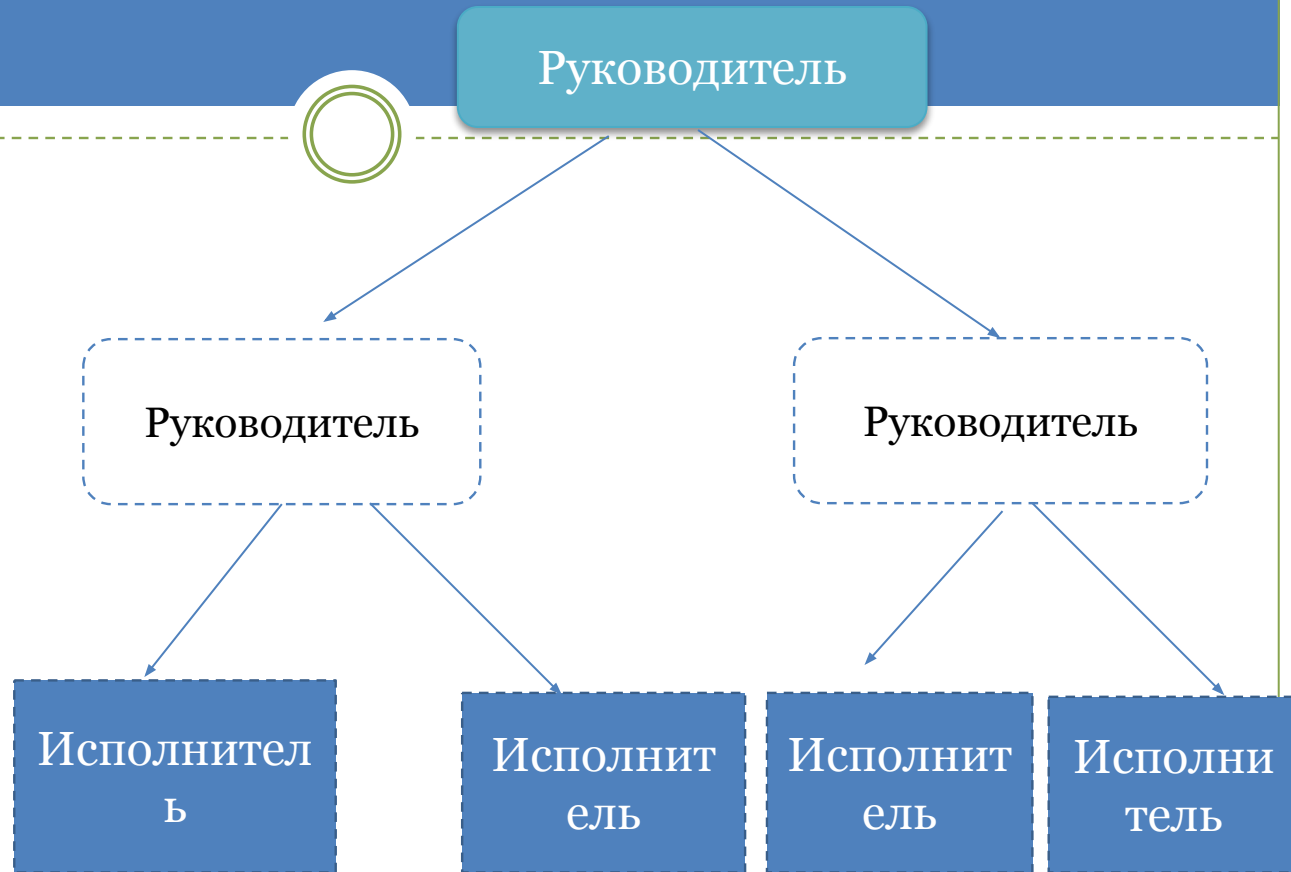 Руководитель
Руководитель
Руководитель
Исполнител
ь
Исполнит
ель
Исполнит
ель
Исполни
тель